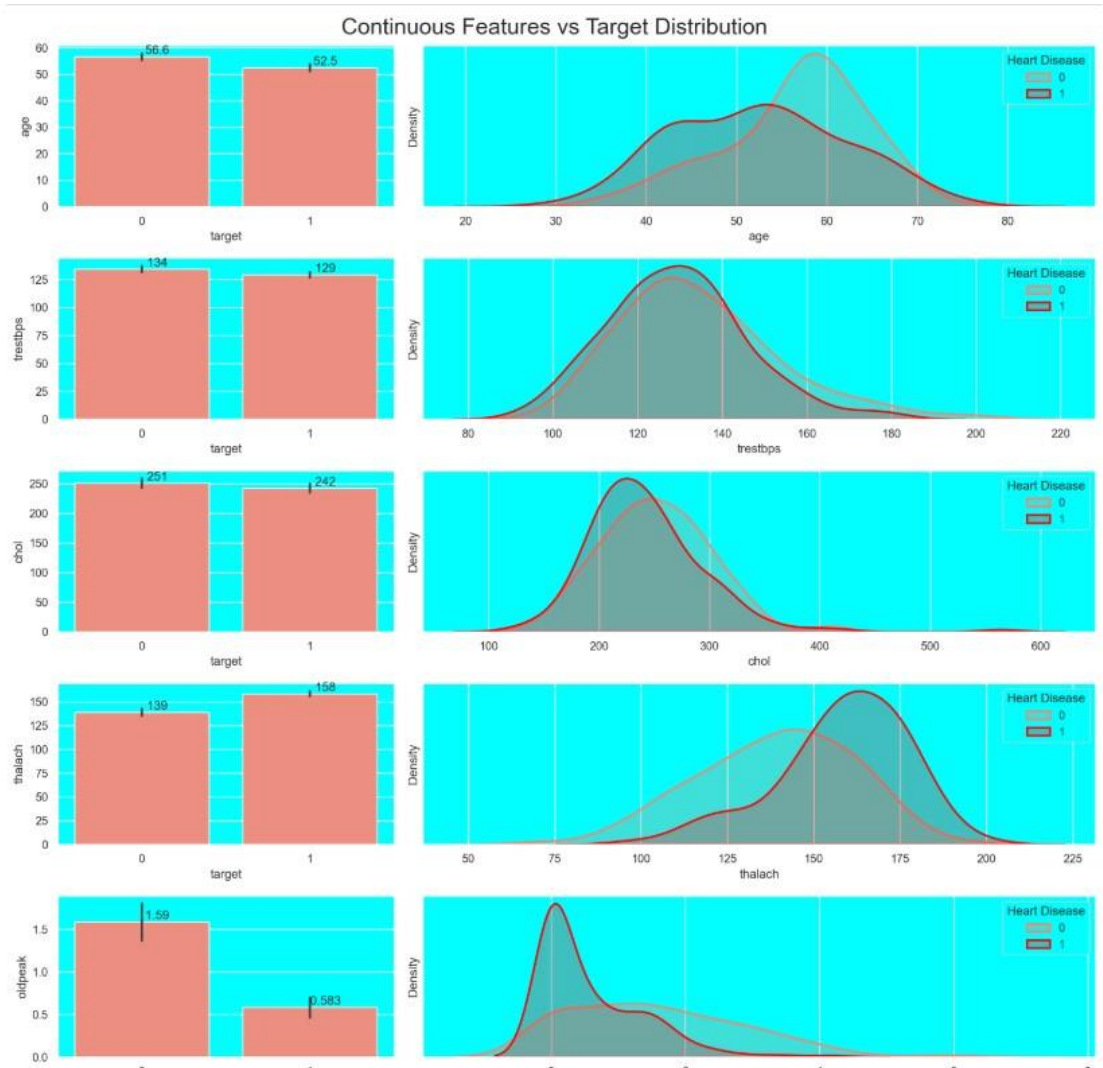 Continuous Features vs Target Distribution
60
50
40
30
20
10
0
age
56.6
52.5
0 1
target
Density
Heart Disease
0
1
20 30 40 50 60 70 80
age
125
100
75
50
25
0
trestbps
134
129
0 1
target
Density
Heart Disease
0
1
80 100 120 140 160 180 200 220
trestbps
250
200
150
100
50
0
chol
251
242
0 1
target
Density
Heart Disease
0
1
100 200 300 400 500 600
chol
150
125
100
75
50
25
0
thalach
139
158
0 1
target
Density
Heart Disease
0
1
50 75 100 125 150 175 200 225
thalach
1.5
1.0
0.5
0.0
oldpeak
1.59
0.583
Density
Heart Disease
0
1